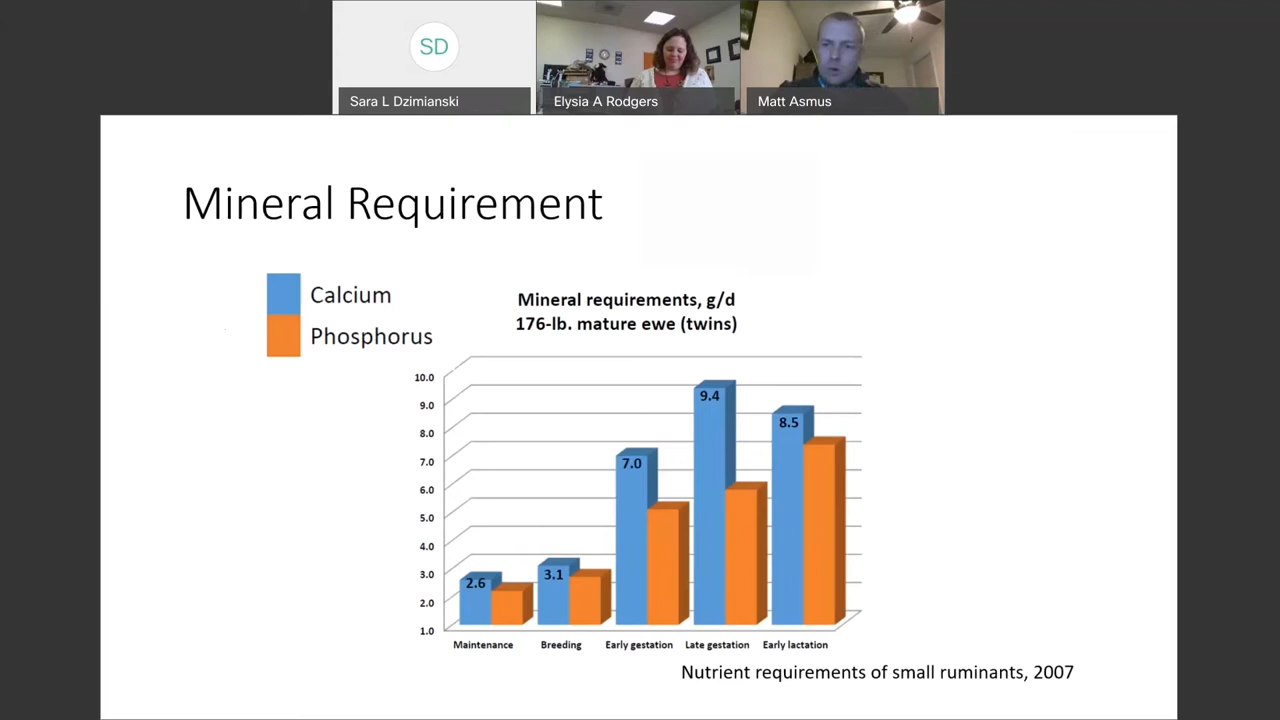 SD
Sara L Dzimianski
Elysia A Rodgers
Matt Asmus
Mineral Requirement
Calcium
Phosphorus
Mineral requirements, g/d
176-lb. mature ewe (twins)
10.0
9.0
8.0
7.0
6.0
5.0
4.0
3.0
2.0
1.0
2.6
3.1
7.0
9.4
8.5
Maintenance
Breeding
Early gestation
Late gestation
Early lactation
Nutrient requirements of small ruminants, 2007